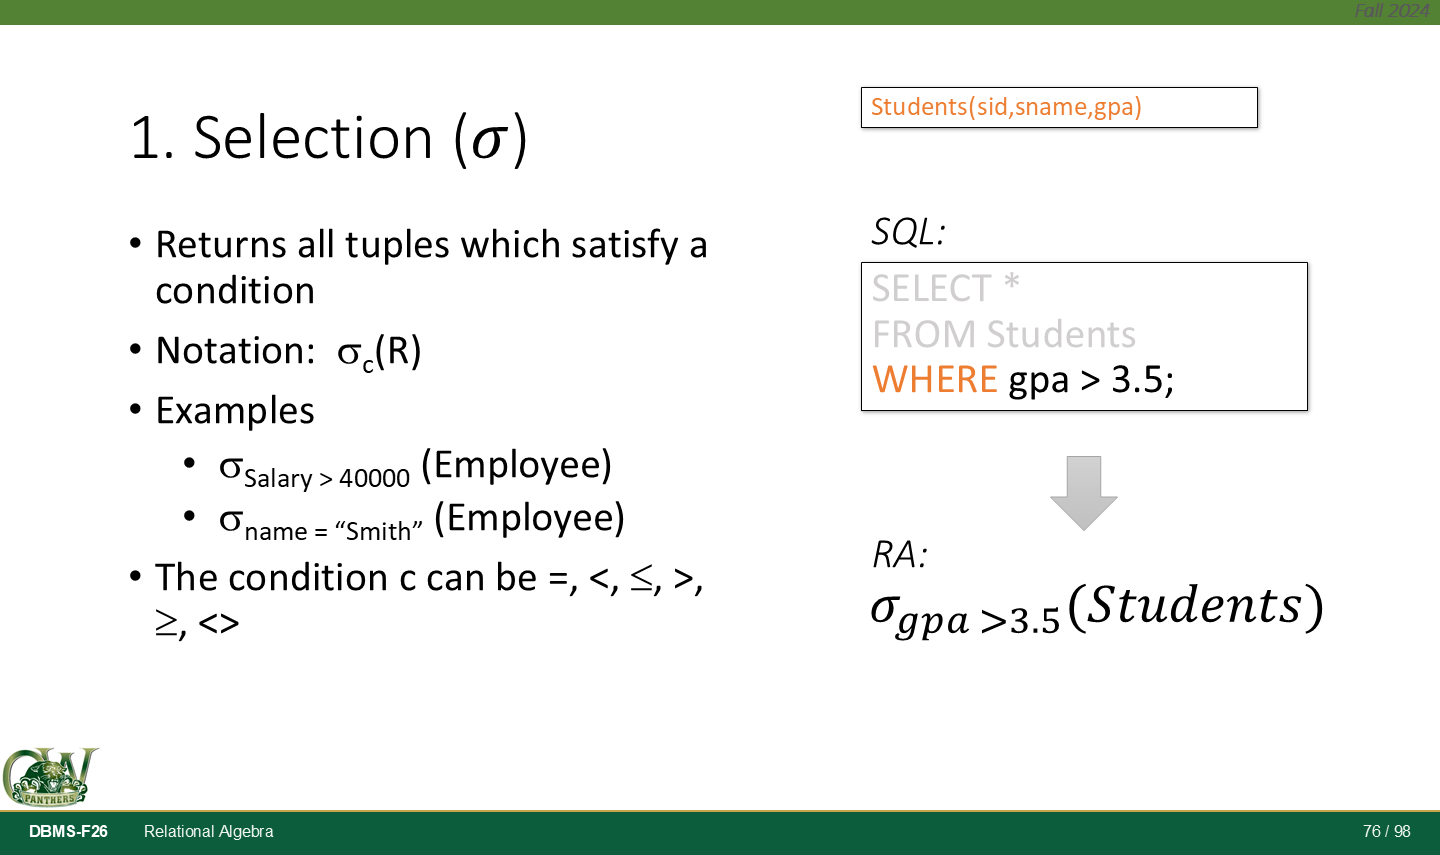 Fall 2024
1. Selection (σ)
• Returns all tuples which satisfy a
condition
• Notation: σc(R)
• Examples
• σSalary > 40000 (Employee)
• σname = “Smith” (Employee)
• The condition c can be =, <, ≤, >,
≥, <>
Students(sid,sname,gpa)
SQL:
SELECT *
FROM Students
WHERE gpa > 3.5;
RA:
σgpa >3.5(Students)
OW
PANTHERS
DBMS-F26 Relational Algebra 76 / 98